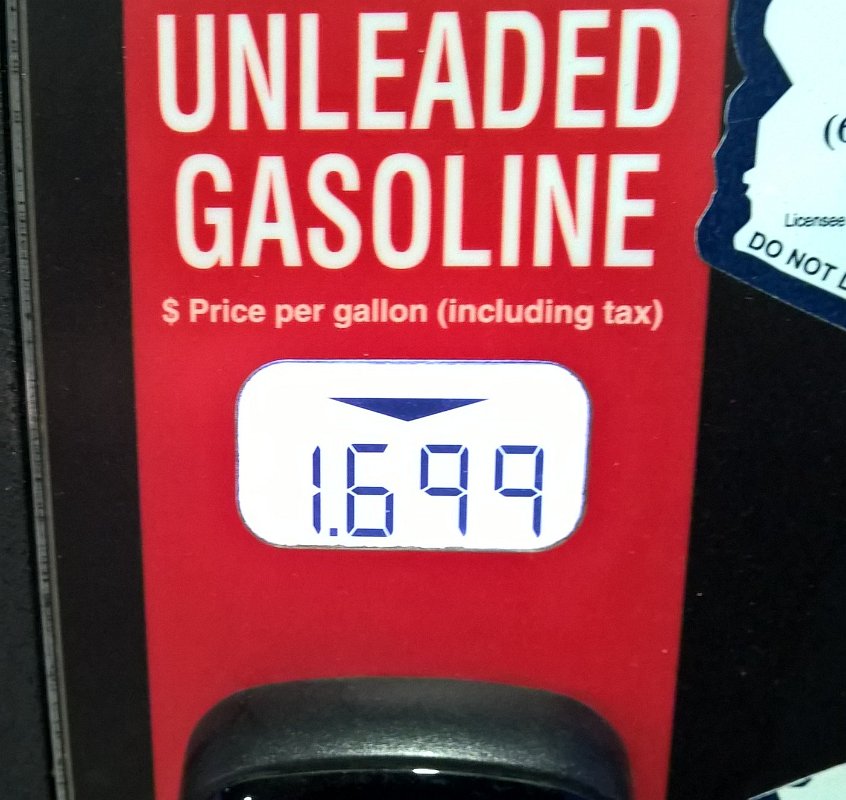 UNLEADED
GASOLINE
$ Price per gallon (including tax)
1.699
Licensee
DO NOT